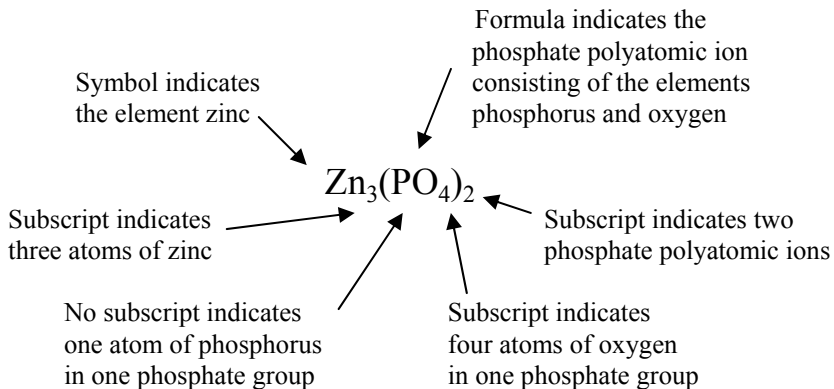 Formula indicates the
phosphate polyatomic ion
consisting of the elements
phosphorus and oxygen
Symbol indicates
the element zinc
Zn₃(PO₄)₂
Subscript indicates
three atoms of zinc
Subscript indicates two
phosphate polyatomic ions
No subscript indicates
one atom of phosphorus
in one phosphate group
Subscript indicates
four atoms of oxygen
in one phosphate group